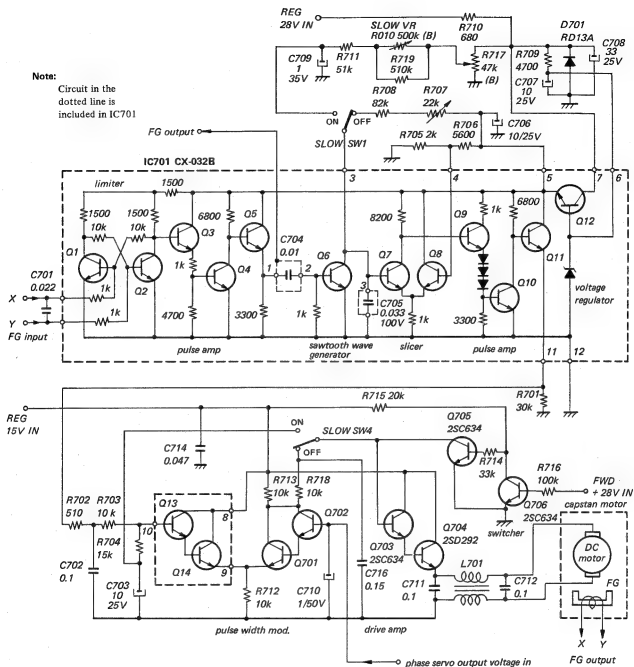 REG
28V IN
SLOW VR
R010 500k (B)
R710
680
D701
RD13A
C708
33
25V
C709
1
35V
R711
51k
R719
510k
R717
47k
(B)
R709
4700
C707
10
25V
Note:
Circuit in the
dotted line is
included in IC701
R708
82k
R707
22k
ON
OFF
SLOW SW1
C706
10/25V
R705 2k
R706
5600
FG output
IC701 CX-032B
3
4
5
7
6
limiter
1500
1500
10k
1500
10k
6800
8200
1k
6800
Q1
Q2
Q3
Q4
Q5
Q6
Q7
Q8
Q9
Q10
Q11
Q12
C704
0.01
1
2
3
C701
0.022
X
Y
FG input
1k
1k
1k
4700
3300
1k
C705
0.033
100V
1k
3300
voltage
regulator
pulse amp
sawtooth wave
generator
slicer
pulse amp
11
12
R701
30k
REG
15V IN
R715 20k
C714
0.047
ON
OFF
SLOW SW4
Q705
2SC634
R714
33k
R716
100k
FWD
+ 28V IN
capstan motor
Q706
2SC634
switcher
R702
510
R703
10 k
R704
15k
10
Q13
Q14
8
9
R713
10k
R718
10k
Q702
Q701
Q703
2SC634
Q704
2SD292
L701
DC
motor
FG
C702
0.1
C703
10
25V
R712
10k
C710
1/50V
C716
0.15
C711
0.1
C712
0.1
X
Y
pulse width mod.
drive amp
phase servo output voltage in
FG output